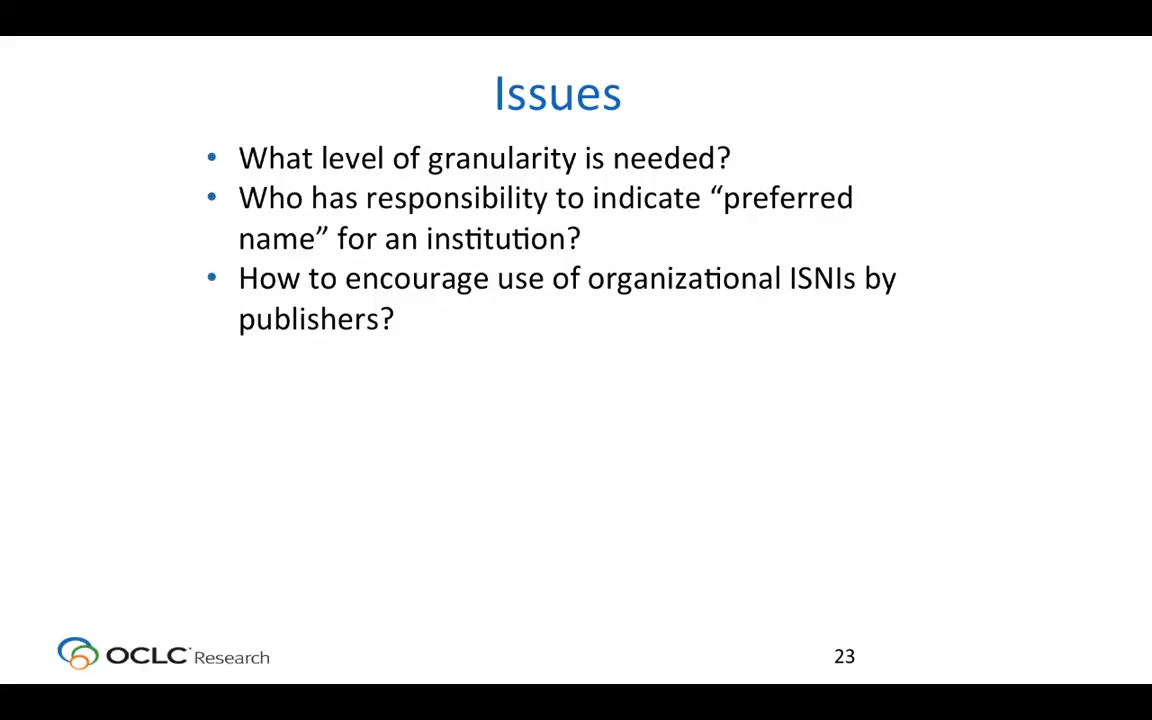 Issues
• What level of granularity is needed?
• Who has responsibility to indicate “preferred
name” for an institution?
• How to encourage use of organizational ISNIs by
publishers?
OCLC Research
23